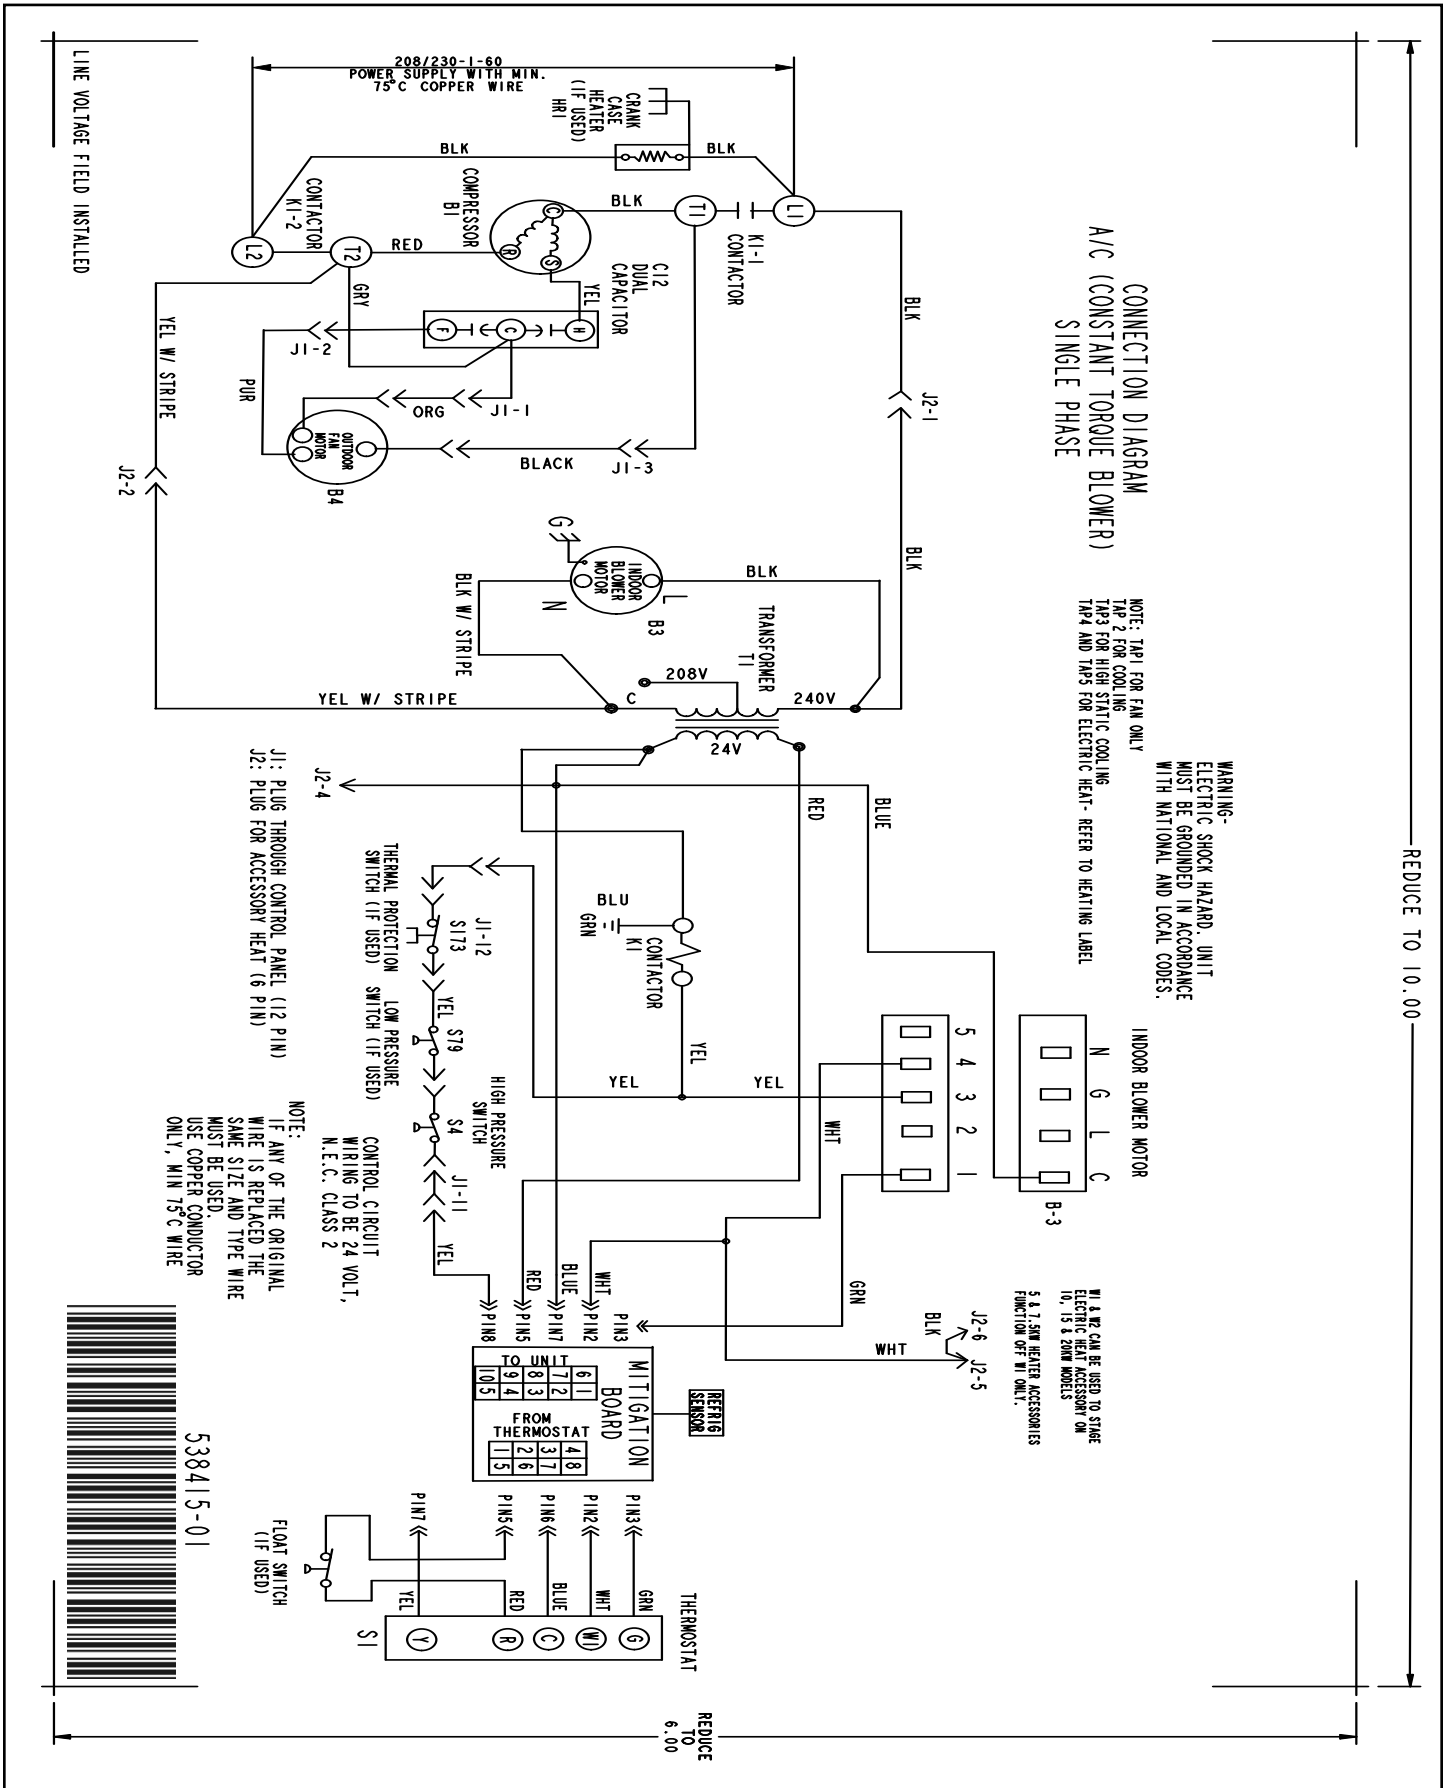 REDUCE TO 10.00
CONNECTION DIAGRAM
A/C (CONSTANT TORQUE BLOWER)
SINGLE PHASE
WARNING-
ELECTRIC SHOCK HAZARD. UNIT
MUST BE GROUNDED IN ACCORDANCE
WITH NATIONAL AND LOCAL CODES.
NOTE: TAP1 FOR FAN ONLY
TAP 2 FOR COOLING
TAP3 FOR HIGH STATIC COOLING
TAP4 AND TAP5 FOR ELECTRIC HEAT- REFER TO HEATING LABEL
INDOOR BLOWER MOTOR
N G L C
B-3
5 4 3 2 1
W1 & W2 CAN BE USED TO STAGE
ELECTRIC HEAT ACCESSORY ON
10, 15 & 20KW MODELS
5 & 7.5KW HEATER ACCESSORIES
FUNCTION OFF W1 ONLY.
J2-6
J2-5
BLK
WHT
BLK
J2-1
BLK
208/230-1-60
POWER SUPPLY WITH MIN.
75°C COPPER WIRE
CRANK
CASE
HEATER
(IF USED)
HR1
BLK
BLK
L1
K1-1
CONTACTOR
T1
BLK
COMPRESSOR
B1
C
R
S
RED
T2
CONTACTOR
K1-2
L2
LINE VOLTAGE FIELD INSTALLED
C12
DUAL
CAPACITOR
YEL
H
C
F
GRY
J1-2
PUR
J1-1
ORG
OUTDOOR
FAN
MOTOR
B4
BLACK
J1-3
YEL W/ STRIPE
J2-2
G
INDOOR
BLOWER
MOTOR
L
N
B3
BLK
BLK W/ STRIPE
TRANSFORMER
T1
208V
240V
C
24V
YEL W/ STRIPE
J2-4
BLUE
RED
J1: PLUG THROUGH CONTROL PANEL (12 PIN)
J2: PLUG FOR ACCESSORY HEAT (6 PIN)
BLU
GRN
CONTACTOR
K1
YEL
YEL
YEL
WHT
GRN
J1-12
S173
THERMAL PROTECTION
SWITCH (IF USED)
YEL
S79
LOW PRESSURE
SWITCH (IF USED)
HIGH PRESSURE
SWITCH
S4
J1-11
YEL
CONTROL CIRCUIT
WIRING TO BE 24 VOLT,
N.E.C. CLASS 2
NOTE:
IF ANY OF THE ORIGINAL
WIRE IS REPLACED THE
SAME SIZE AND TYPE WIRE
MUST BE USED.
USE COPPER CONDUCTOR
ONLY, MIN 75°C WIRE
RED
BLUE
WHT
PIN8
PIN5
PIN7
PIN2
PIN3
MITIGATION
BOARD
TO UNIT
6 1
7 2
8 3
9 4
10 5
FROM
THERMOSTAT
4 8
3 7
2 6
1 5
REFRIG
SENSOR
PIN7
PIN5
PIN6
PIN2
PIN3
FLOAT SWITCH
(IF USED)
YEL
RED
BLUE
WHT
GRN
THERMOSTAT
G
W1
C
R
Y
S1
538415-01
REDUCE
TO
6.00